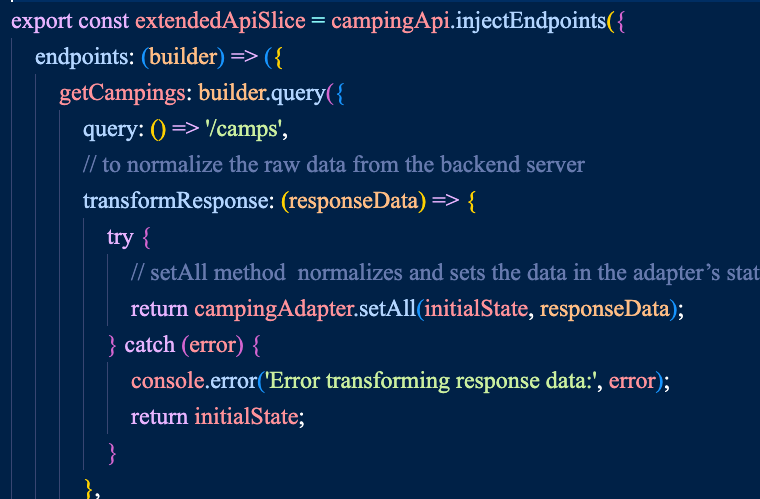 export const extendedApiSlice = campingApi.injectEndpoints({
endpoints: (builder) => ({
getCampings: builder.query({
query: () => '/camps',
// to normalize the raw data from the backend server
transformResponse: (responseData) => {
try {
// setAll method  normalizes and sets the data in the adapter’s stat
return campingAdapter.setAll(initialState, responseData);
} catch (error) {
console.error('Error transforming response data:', error);
return initialState;
}
},